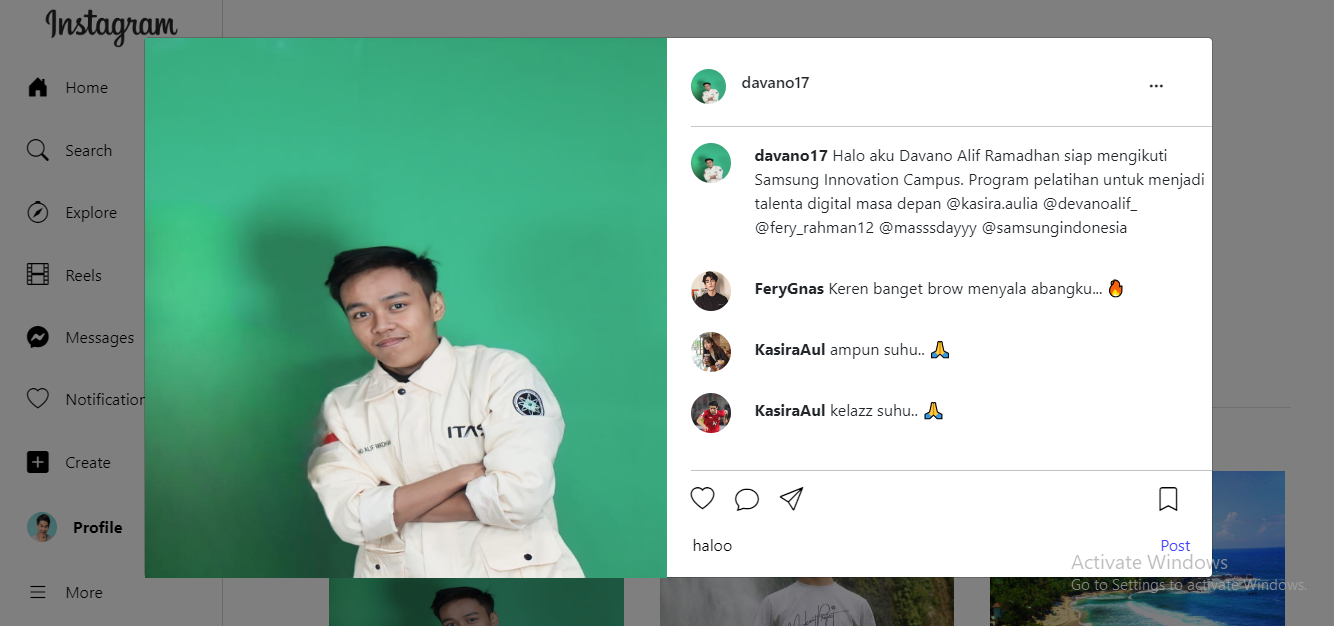 Instagram
Home
Search
Explore
Reels
Messages
Notification
Create
Profile
More
davano17
...
davano17 Halo aku Davano Alif Ramadhan siap mengikuti
Samsung Innovation Campus. Program pelatihan untuk menjadi
talenta digital masa depan @kasira.aulia @devanoalif_
@fery_rahman12 @masssdayyy @samsungindonesia
FeryGnas Keren banget brow menyala abangku... 🔥
KasiraAul ampun suhu.. 🙏
KasiraAul kelazz suhu.. 🙏
haloo
Post
ITAS
ALIF
Activate Windows
Go to Settings to activate Windows.